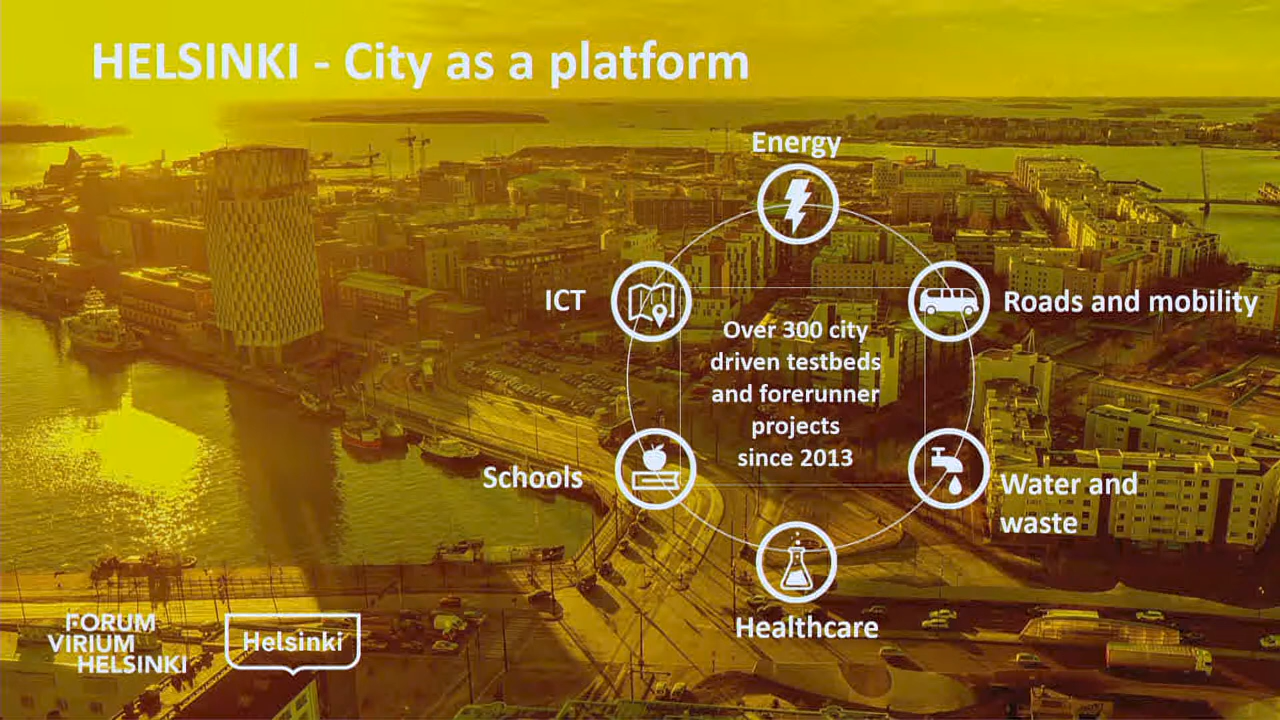 HELSINKI - City as a platform
Energy
ICT
Roads and mobility
Over 300 city
driven testbeds
and forerunner
projects
since 2013
Schools
Water and
waste
Healthcare
FORUM
VIRIUM
HELSINKI
Helsinki